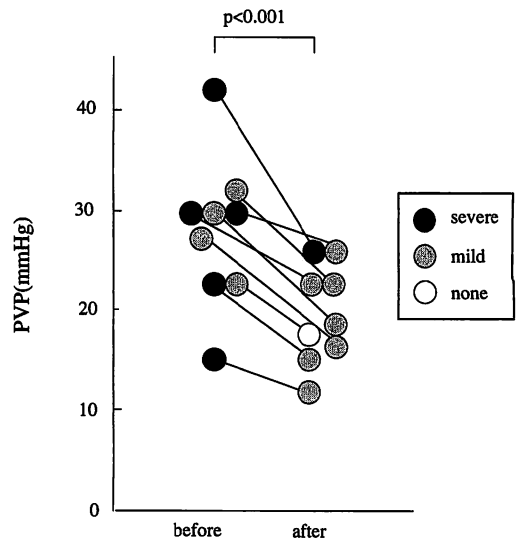 p<0.001
40
30
20
10
0
PVP(mmHg)
before
after
severe
mild
none